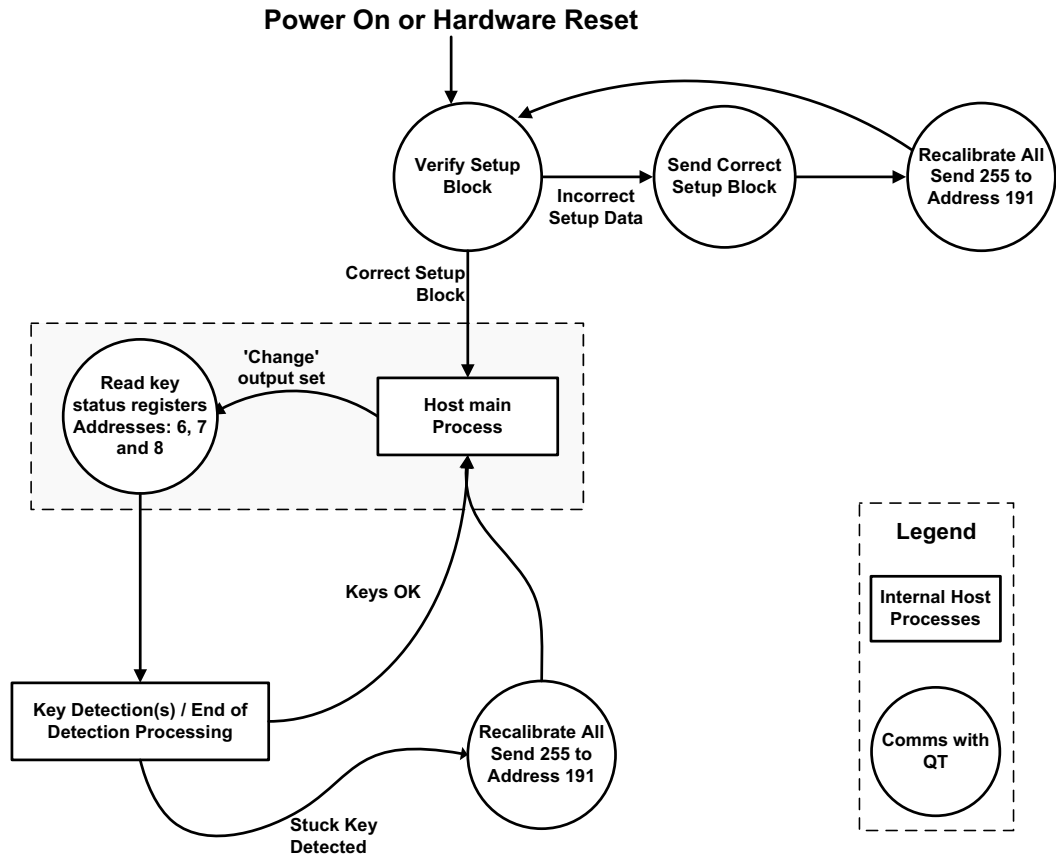 Power On or Hardware Reset
Verify Setup
Block
Incorrect
Setup Data
Send Correct
Setup Block
Recalibrate All
Send 255 to
Address 191
Correct Setup
Block
'Change'
output set
Read key
status registers
Addresses: 6, 7
and 8
Host main
Process
Keys OK
Key Detection(s) / End of
Detection Processing
Stuck Key
Detected
Recalibrate All
Send 255 to
Address 191
Legend
Internal Host
Processes
Comms with
QT